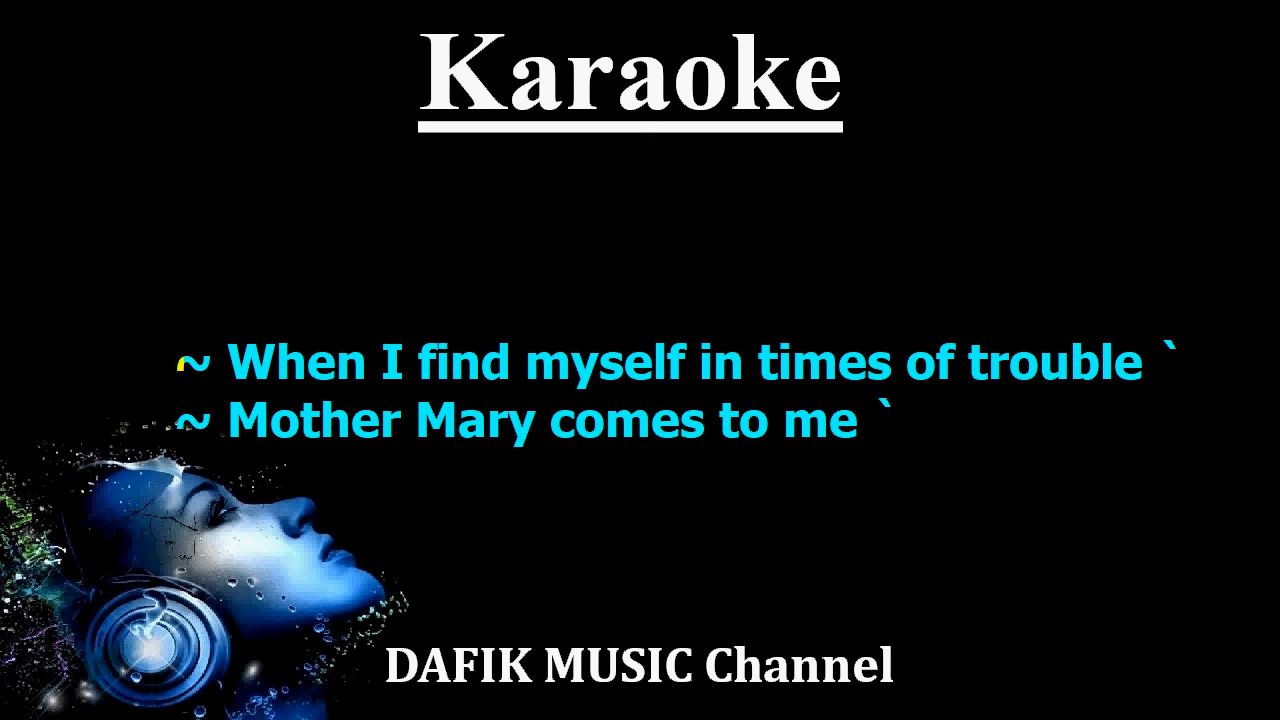 Karaoke
~ When I find myself in times of trouble `
~ Mother Mary comes to me `
DAFIK MUSIC Channel